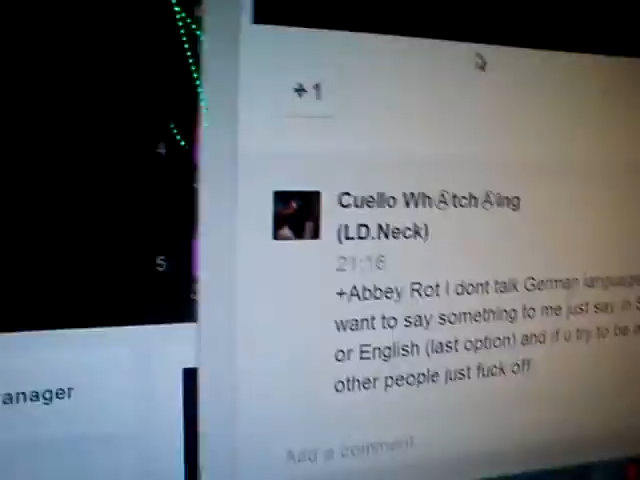 +1
4
Cuello WhⒶtchⒶing
(LD.Neck)
21:16
5
+Abbey Rot I dont talk German language
want to say something to me just say in S
or English (last option) and if u try to be
other people just fuck off
anager
Add a comment